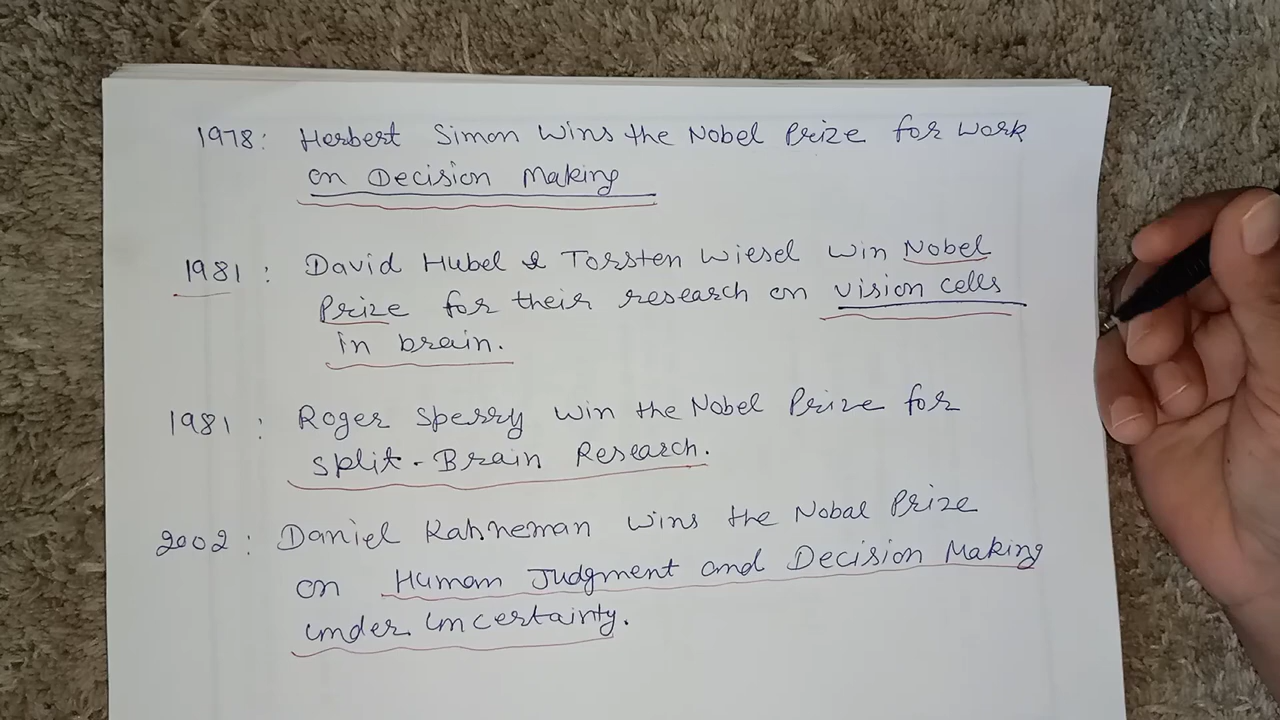 1978: Herbert Simon wins the Nobel Prize for work
on Decision Making
1981: David Hubel & Torsten Wiesel win Nobel
Prize for their research on vision cells
in brain.
1981: Roger Sperry win the Nobel Prize for
Split-Brain Research.
2002: Daniel Kahneman wins the Nobal Prize
on Human Judgment and Decision Making
under uncertainty.